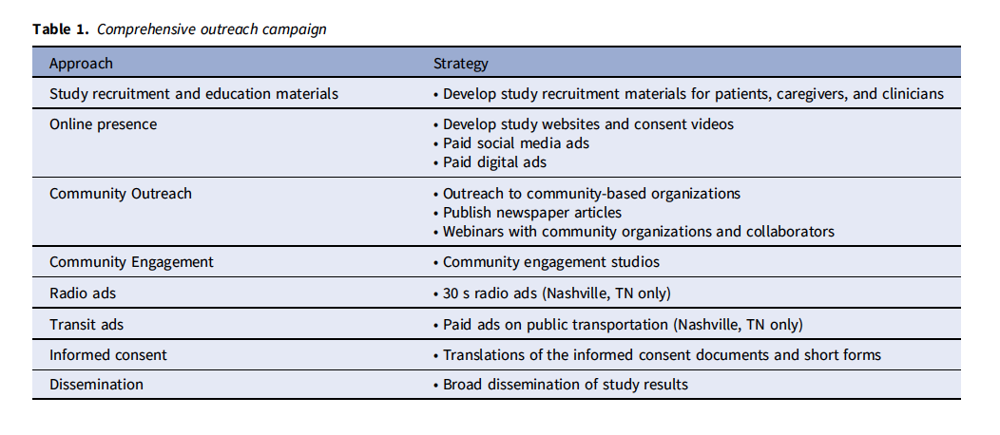 Table 1. Comprehensive outreach campaign
Approach Strategy
Study recruitment and education materials • Develop study recruitment materials for patients, caregivers, and clinicians
Online presence • Develop study websites and consent videos
• Paid social media ads
• Paid digital ads
Community Outreach • Outreach to community-based organizations
• Publish newspaper articles
• Webinars with community organizations and collaborators
Community Engagement • Community engagement studios
Radio ads • 30 s radio ads (Nashville, TN only)
Transit ads • Paid ads on public transportation (Nashville, TN only)
Informed consent • Translations of the informed consent documents and short forms
Dissemination • Broad dissemination of study results